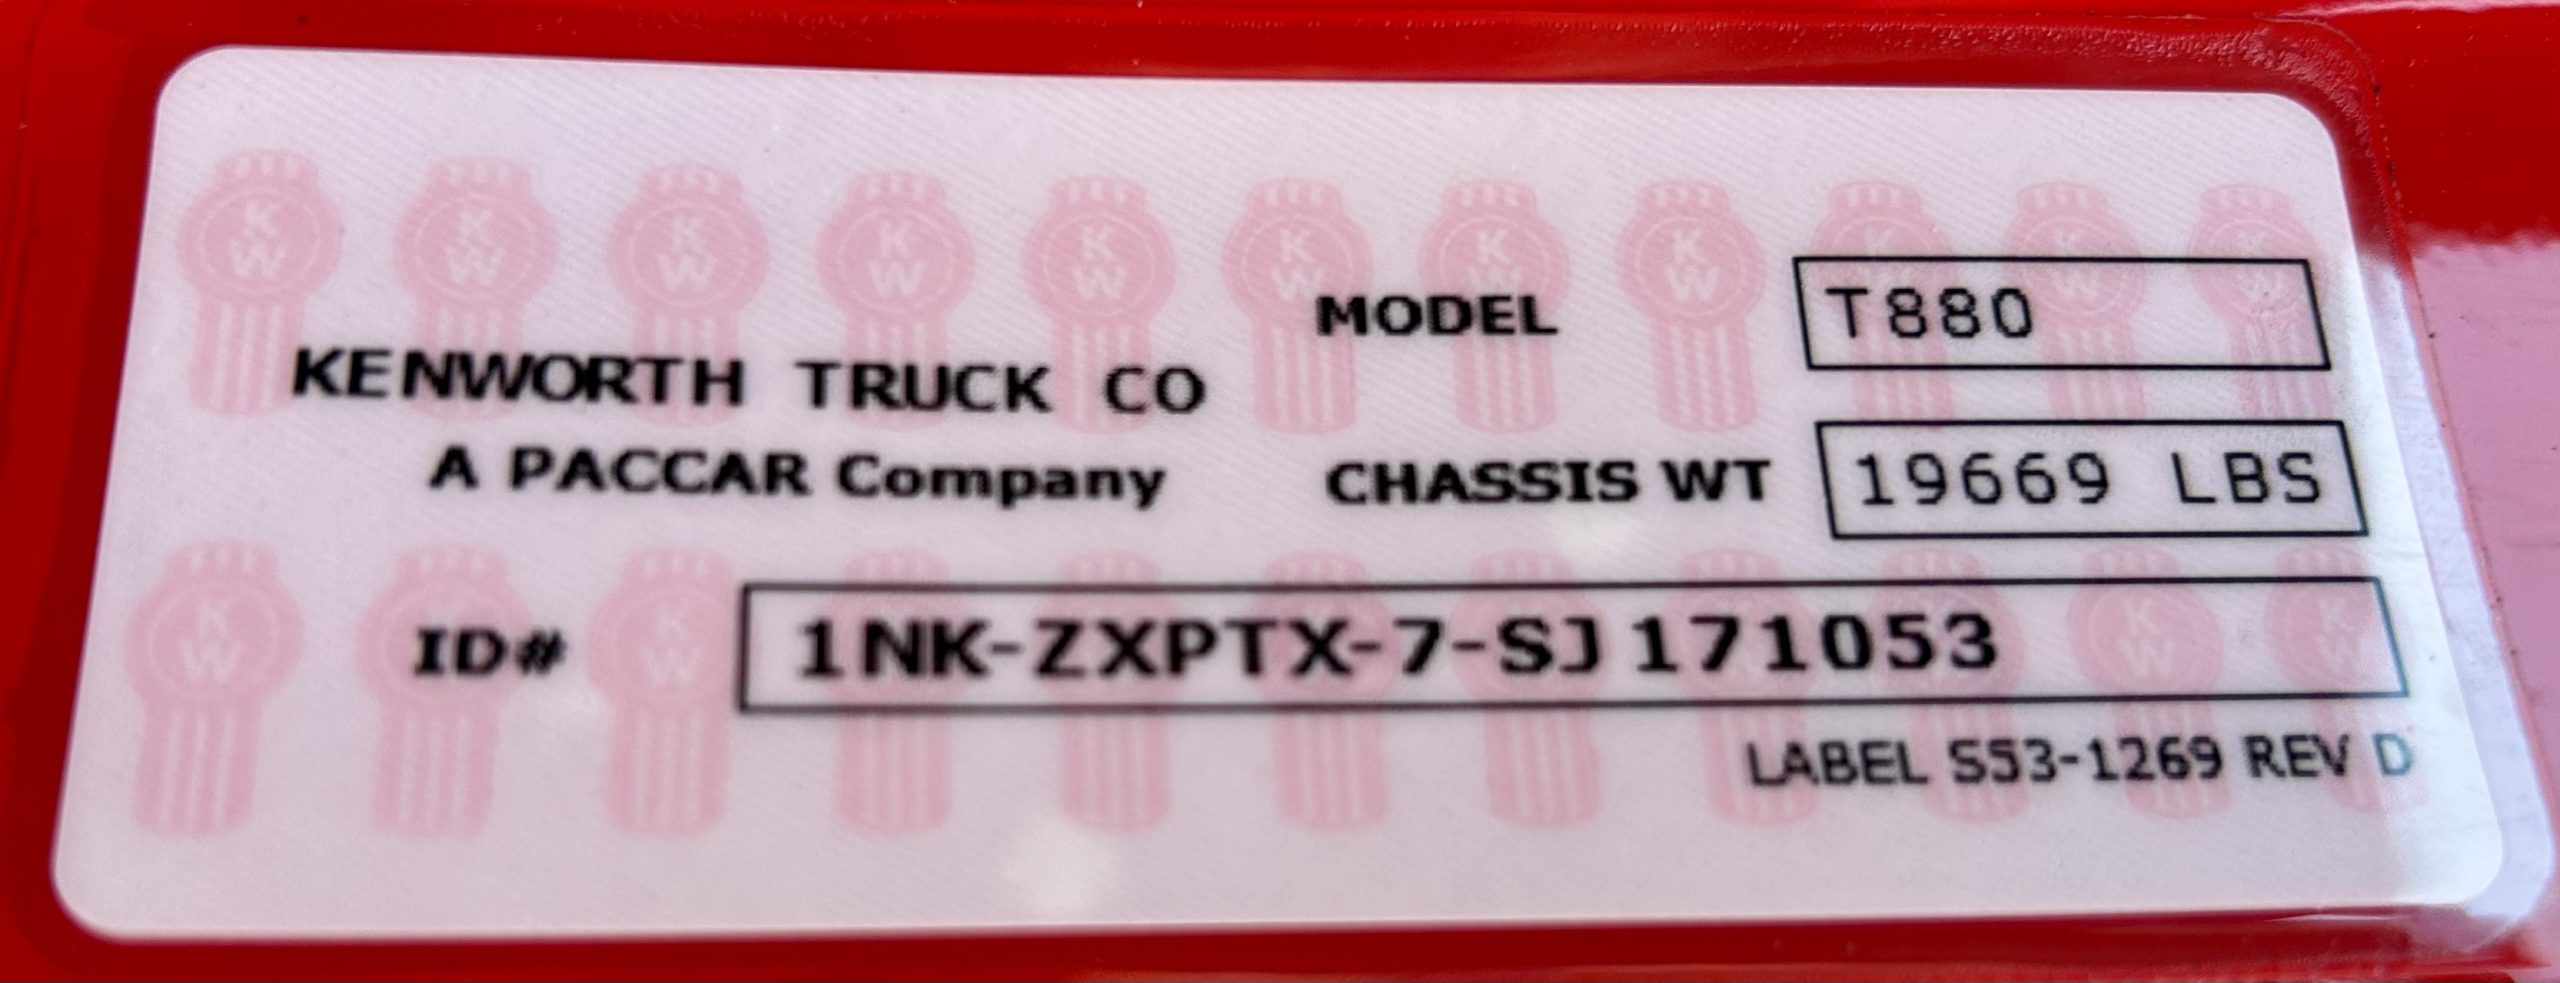 MODEL T880
KENWORTH TRUCK CO
A PACCAR Company
CHASSIS WT 19669 LBS
ID# 1NK-ZXPTX-7-SJ171053
LABEL S53-1269 REV D